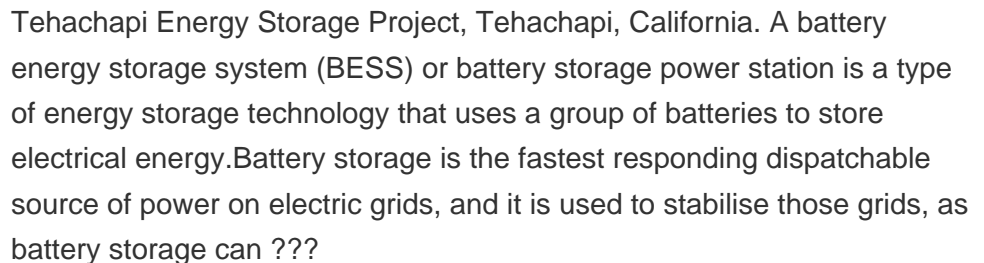 Tehachapi Energy Storage Project, Tehachapi, California. A battery
energy storage system (BESS) or battery storage power station is a type
of energy storage technology that uses a group of batteries to store
electrical energy.Battery storage is the fastest responding dispatchable
source of power on electric grids, and it is used to stabilise those grids, as
battery storage can ???